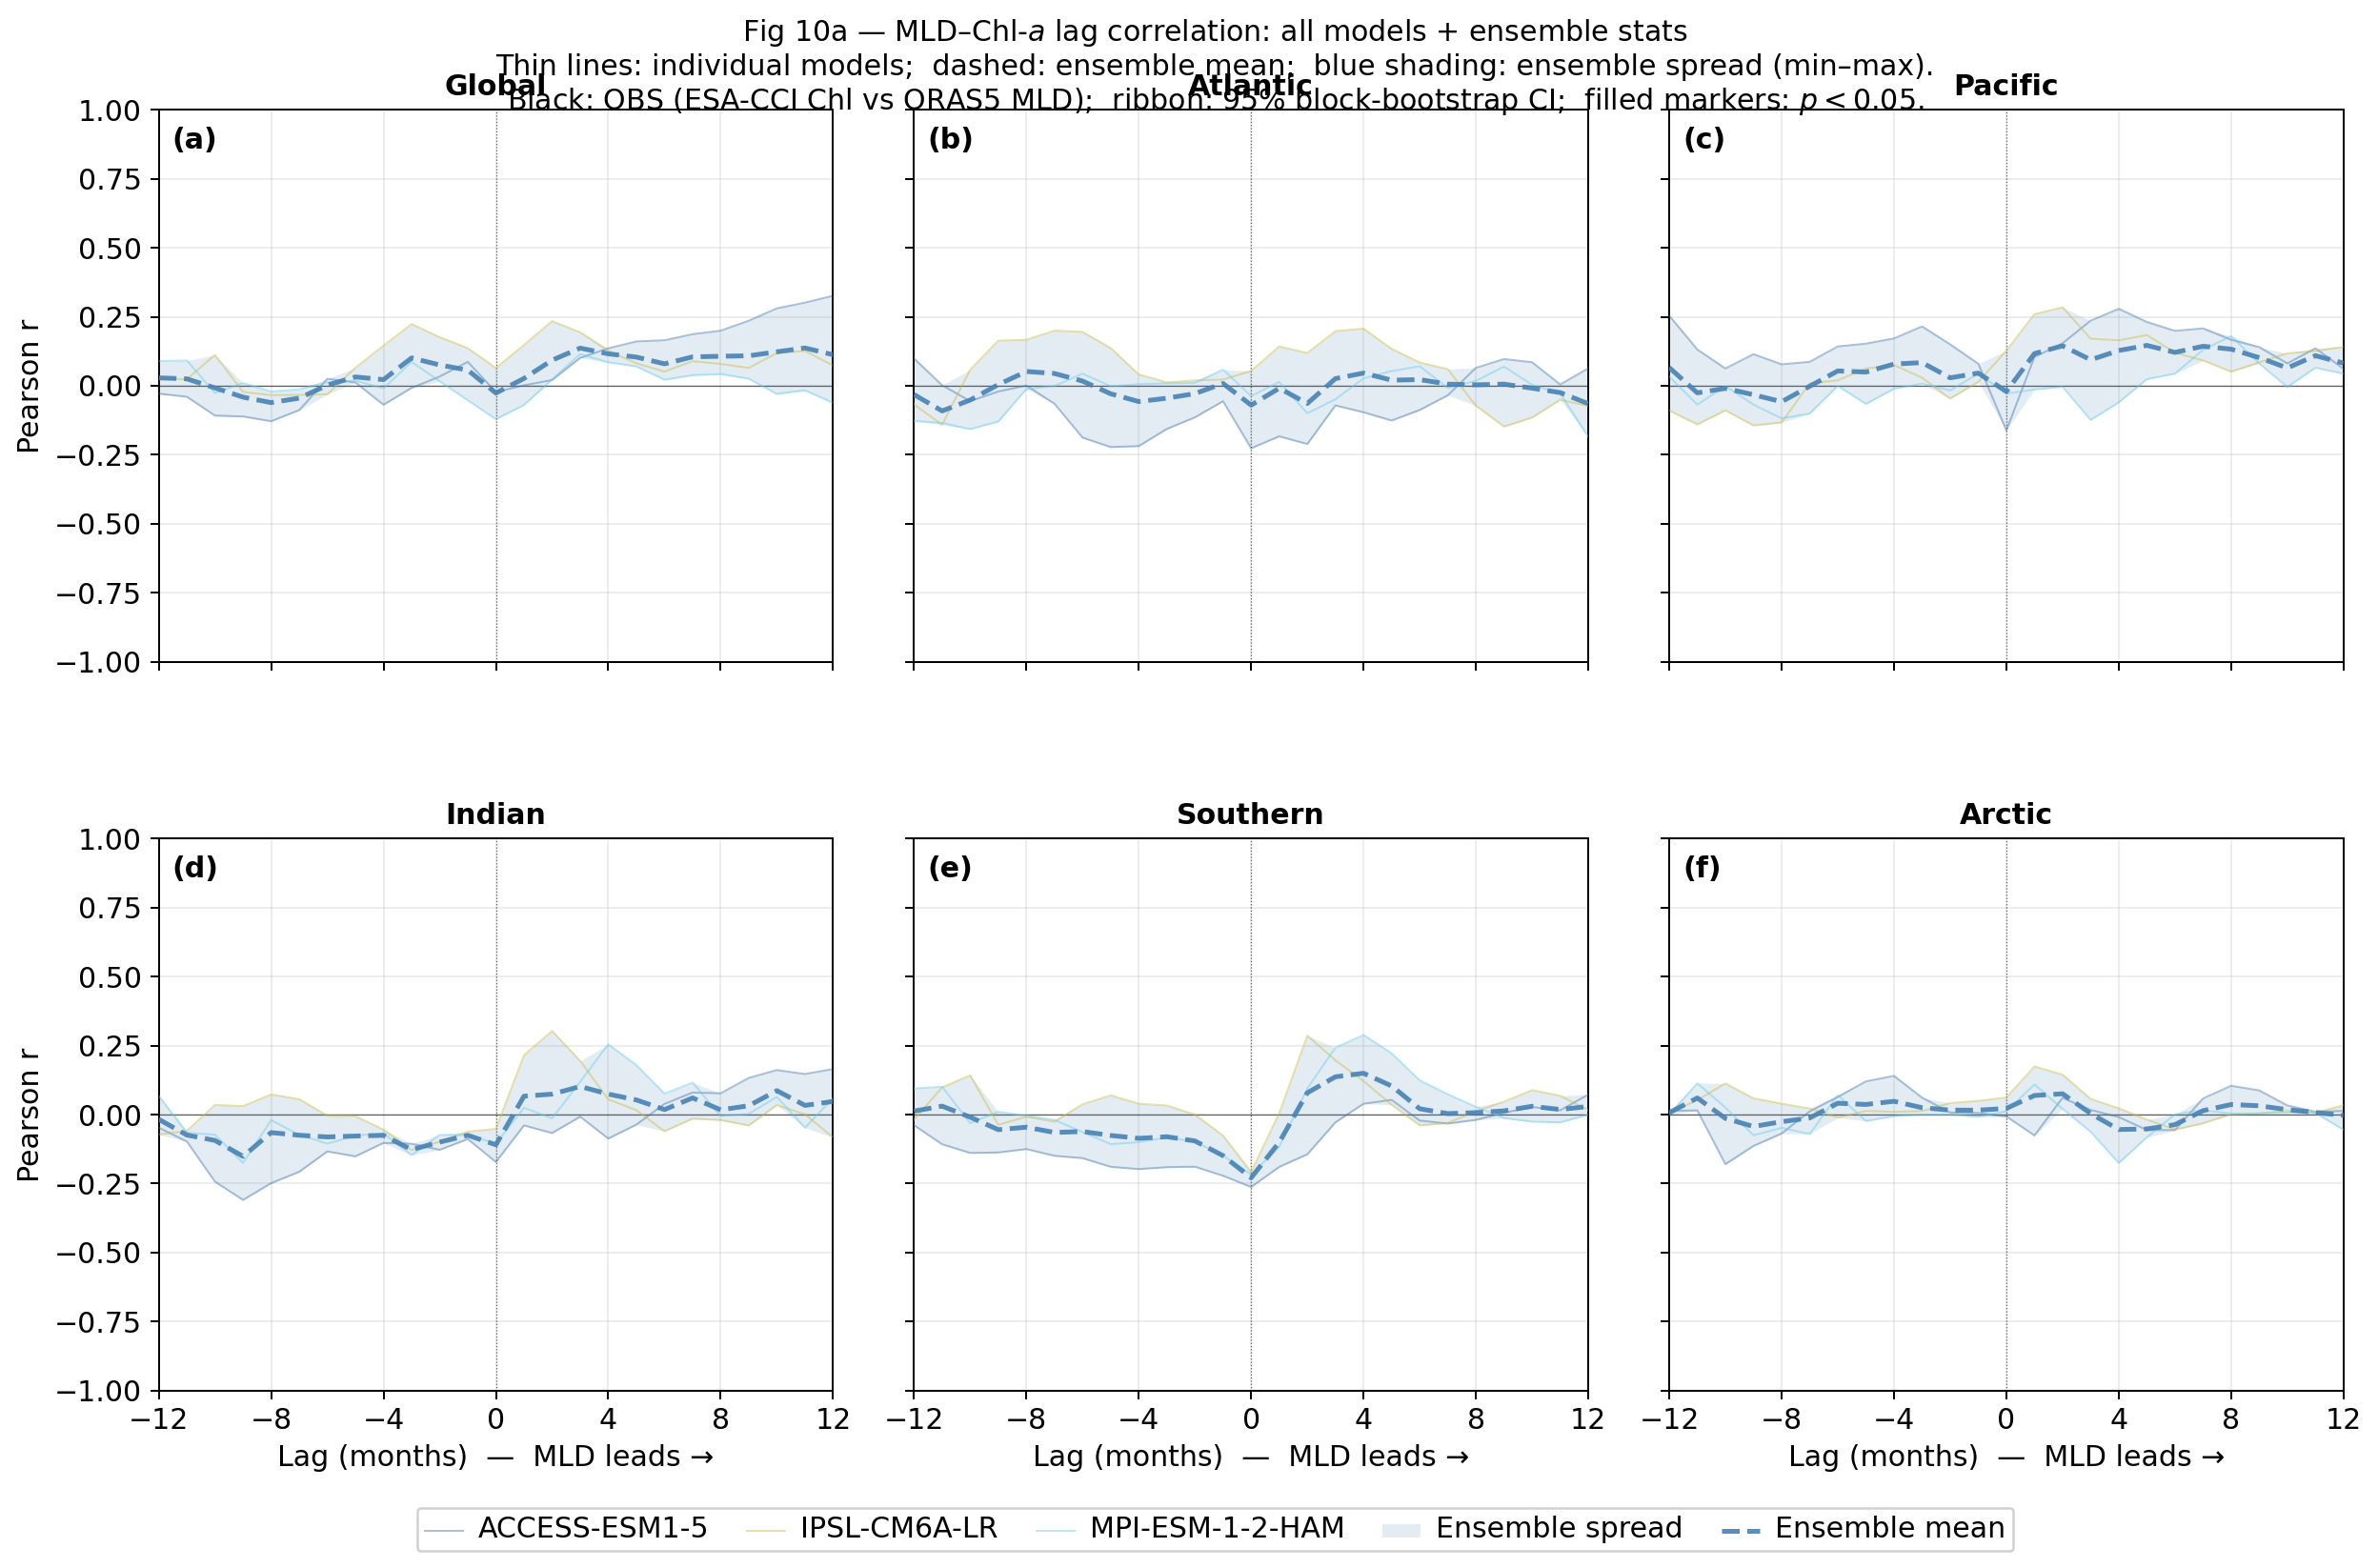 Fig 10a — MLD–Chl-a lag correlation: all models + ensemble stats
Thin lines: individual models;  dashed: ensemble mean;  blue shading: ensemble spread (min–max).
Black: OBS (ESA-CCI Chl vs ORAS5 MLD);  ribbon: 95% block-bootstrap CI;  filled markers: p < 0.05.
Global
Atlantic
Pacific
(a)
(b)
(c)
Pearson r
1.00
0.75
0.50
0.25
0.00
−0.25
−0.50
−0.75
−1.00
Indian
Southern
Arctic
(d)
(e)
(f)
Pearson r
1.00
0.75
0.50
0.25
0.00
−0.25
−0.50
−0.75
−1.00
−12 −8 −4 0 4 8 12
−12 −8 −4 0 4 8 12
−12 −8 −4 0 4 8 12
Lag (months)  —  MLD leads →
Lag (months)  —  MLD leads →
Lag (months)  —  MLD leads →
ACCESS-ESM1-5 IPSL-CM6A-LR MPI-ESM-1-2-HAM Ensemble spread Ensemble mean